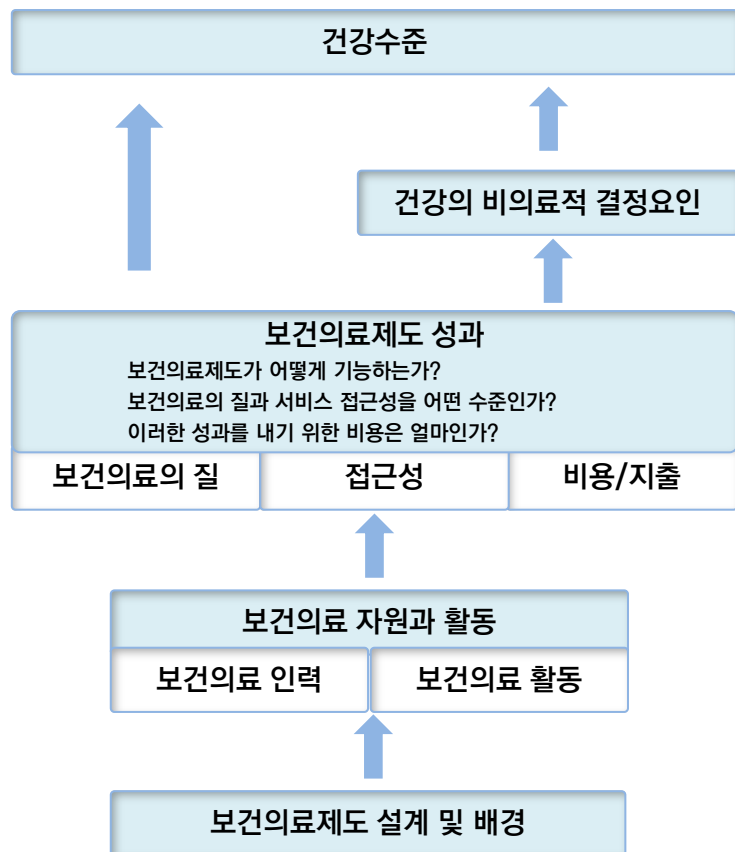 건강수준
건강의 비의료적 결정요인
보건의료제도 성과
보건의료제도가 어떻게 기능하는가?
보건의료의 질과 서비스 접근성을 어떤 수준인가?
이러한 성과를 내기 위한 비용은 얼마인가?
보건의료의 질
접근성
비용/지출
보건의료 자원과 활동
보건의료 인력
보건의료 활동
보건의료제도 설계 및 배경